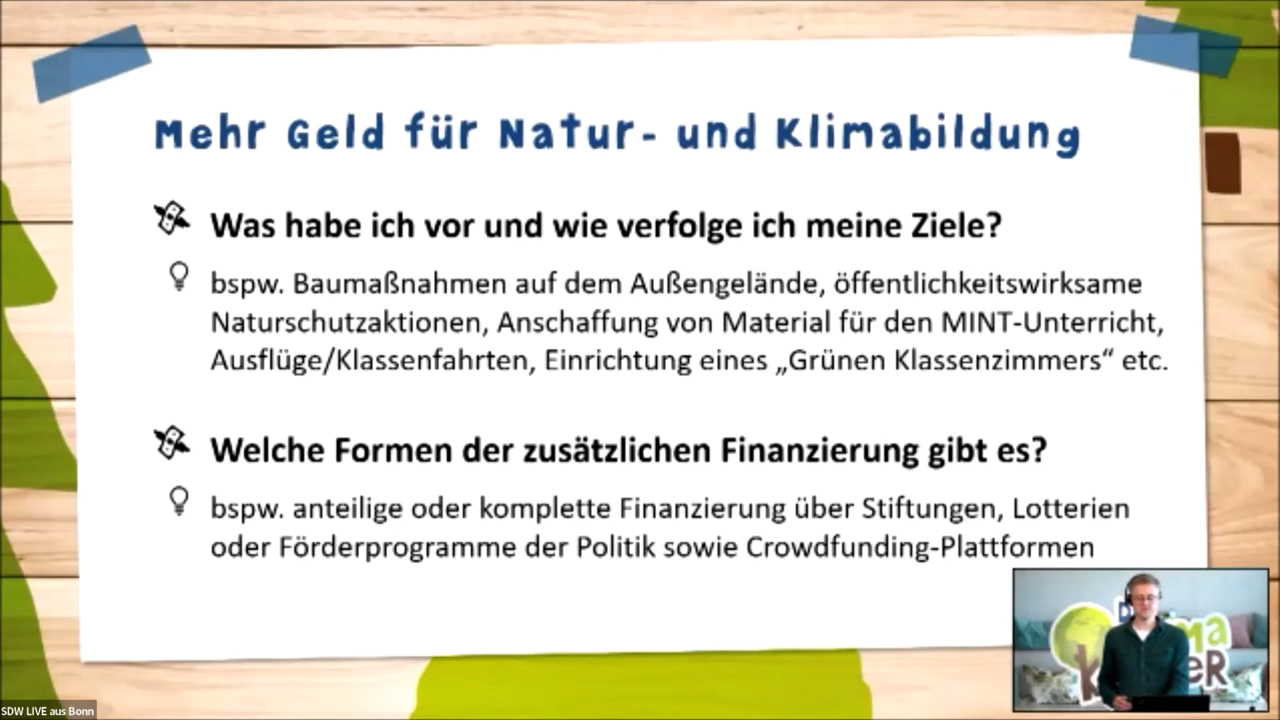 Mehr Geld für Natur- und Klimabildung
Was habe ich vor und wie verfolge ich meine Ziele?
bspw. Baumaßnahmen auf dem Außengelände, öffentlichkeitswirksame
Naturschutzaktionen, Anschaffung von Material für den MINT-Unterricht,
Ausflüge/Klassenfahrten, Einrichtung eines „Grünen Klassenzimmers“ etc.
Welche Formen der zusätzlichen Finanzierung gibt es?
bspw. anteilige oder komplette Finanzierung über Stiftungen, Lotterien
oder Förderprogramme der Politik sowie Crowdfunding-Plattformen
SDW LIVE aus Bonn